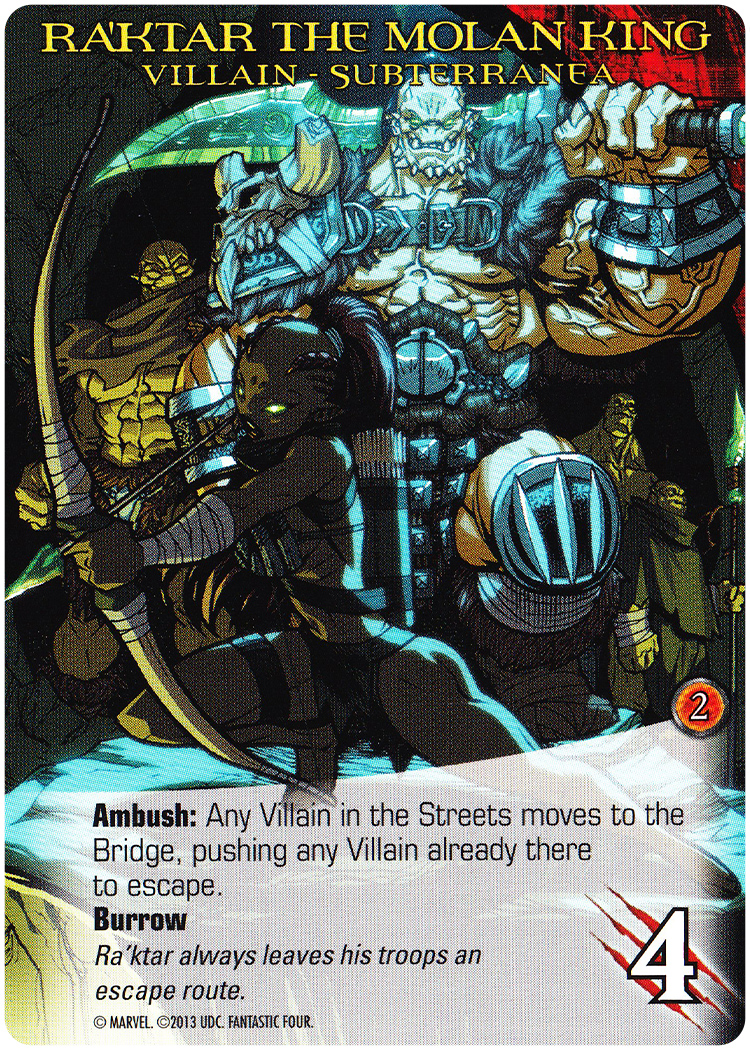 RA'KTAR THE MOLAN KING
VILLAIN - SUBTERRANEA
2
Ambush: Any Villain in the Streets moves to the
Bridge, pushing any Villain already there
to escape.
Burrow
Ra'ktar always leaves his troops an
escape route.
4
© MARVEL. ©2013 UDC. FANTASTIC FOUR.